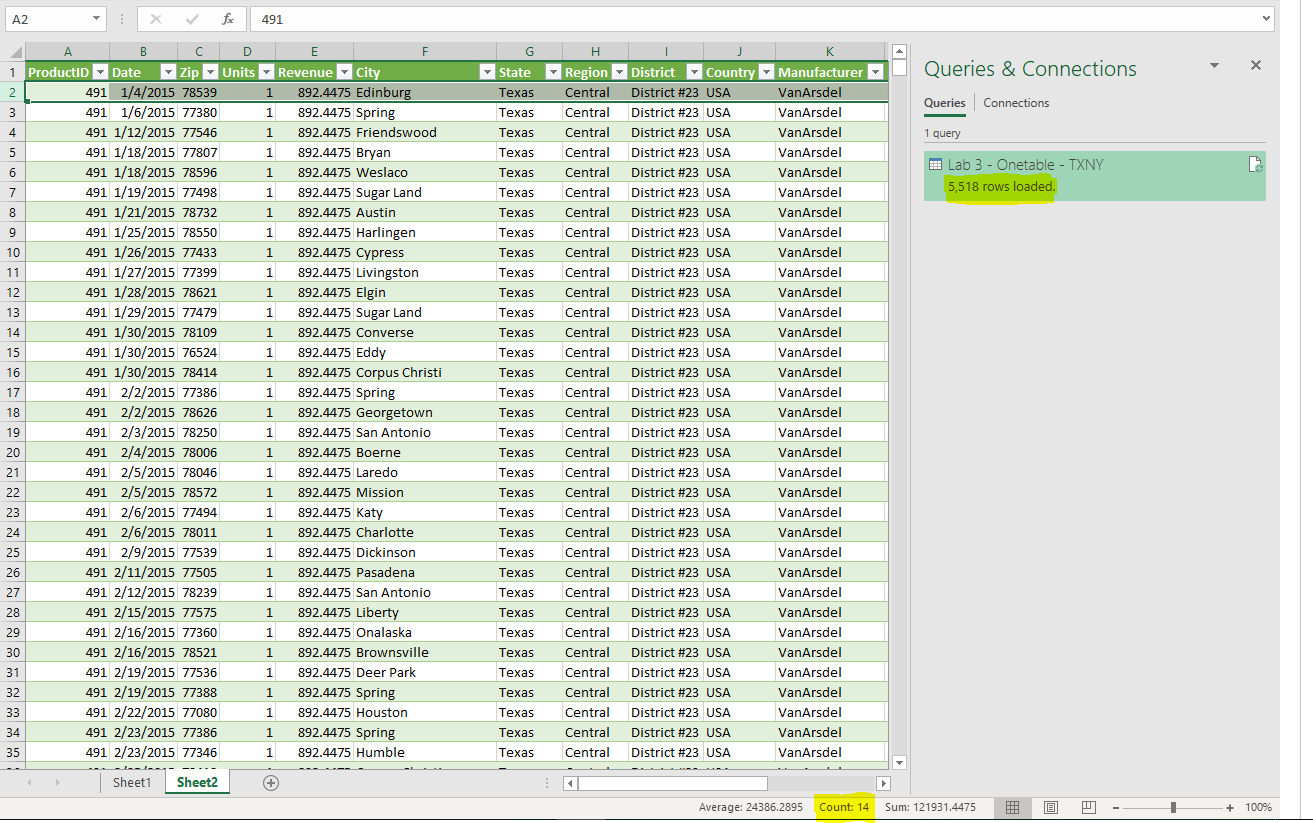 A2 fx 491
A B C D E F G H I J K
1 ProductID Date Zip Units Revenue City State Region District Country Manufacturer
2 491 1/4/2015 78539 1 892.4475 Edinburg Texas Central District #23 USA VanArsdel
3 491 1/6/2015 77380 1 892.4475 Spring Texas Central District #23 USA VanArsdel
4 491 1/12/2015 77546 1 892.4475 Friendswood Texas Central District #23 USA VanArsdel
5 491 1/18/2015 77807 1 892.4475 Bryan Texas Central District #23 USA VanArsdel
6 491 1/18/2015 78596 1 892.4475 Weslaco Texas Central District #23 USA VanArsdel
7 491 1/19/2015 77498 1 892.4475 Sugar Land Texas Central District #23 USA VanArsdel
8 491 1/21/2015 78732 1 892.4475 Austin Texas Central District #23 USA VanArsdel
9 491 1/25/2015 78550 1 892.4475 Harlingen Texas Central District #23 USA VanArsdel
10 491 1/26/2015 77433 1 892.4475 Cypress Texas Central District #23 USA VanArsdel
11 491 1/27/2015 77399 1 892.4475 Livingston Texas Central District #23 USA VanArsdel
12 491 1/28/2015 78621 1 892.4475 Elgin Texas Central District #23 USA VanArsdel
13 491 1/29/2015 77479 1 892.4475 Sugar Land Texas Central District #23 USA VanArsdel
14 491 1/30/2015 78109 1 892.4475 Converse Texas Central District #23 USA VanArsdel
15 491 1/30/2015 76524 1 892.4475 Eddy Texas Central District #23 USA VanArsdel
16 491 1/30/2015 78414 1 892.4475 Corpus Christi Texas Central District #23 USA VanArsdel
17 491 2/2/2015 77386 1 892.4475 Spring Texas Central District #23 USA VanArsdel
18 491 2/2/2015 78626 1 892.4475 Georgetown Texas Central District #23 USA VanArsdel
19 491 2/3/2015 78250 1 892.4475 San Antonio Texas Central District #23 USA VanArsdel
20 491 2/4/2015 78006 1 892.4475 Boerne Texas Central District #23 USA VanArsdel
21 491 2/5/2015 78046 1 892.4475 Laredo Texas Central District #23 USA VanArsdel
22 491 2/5/2015 78572 1 892.4475 Mission Texas Central District #23 USA VanArsdel
23 491 2/6/2015 77494 1 892.4475 Katy Texas Central District #23 USA VanArsdel
24 491 2/6/2015 78011 1 892.4475 Charlotte Texas Central District #23 USA VanArsdel
25 491 2/9/2015 77539 1 892.4475 Dickinson Texas Central District #23 USA VanArsdel
26 491 2/11/2015 77505 1 892.4475 Pasadena Texas Central District #23 USA VanArsdel
27 491 2/12/2015 78239 1 892.4475 San Antonio Texas Central District #23 USA VanArsdel
28 491 2/15/2015 77575 1 892.4475 Liberty Texas Central District #23 USA VanArsdel
29 491 2/16/2015 77360 1 892.4475 Onalaska Texas Central District #23 USA VanArsdel
30 491 2/16/2015 78521 1 892.4475 Brownsville Texas Central District #23 USA VanArsdel
31 491 2/19/2015 77536 1 892.4475 Deer Park Texas Central District #23 USA VanArsdel
32 491 2/19/2015 77388 1 892.4475 Spring Texas Central District #23 USA VanArsdel
33 491 2/22/2015 77080 1 892.4475 Houston Texas Central District #23 USA VanArsdel
34 491 2/23/2015 77386 1 892.4475 Spring Texas Central District #23 USA VanArsdel
35 491 2/23/2015 77346 1 892.4475 Humble Texas Central District #23 USA VanArsdel
Sheet1 Sheet2
Average: 24386.2895 Count: 14 Sum: 121931.4475 100%
Queries & Connections
Queries Connections
1 query
Lab 3 - Onetable - TXNY
5,518 rows loaded.